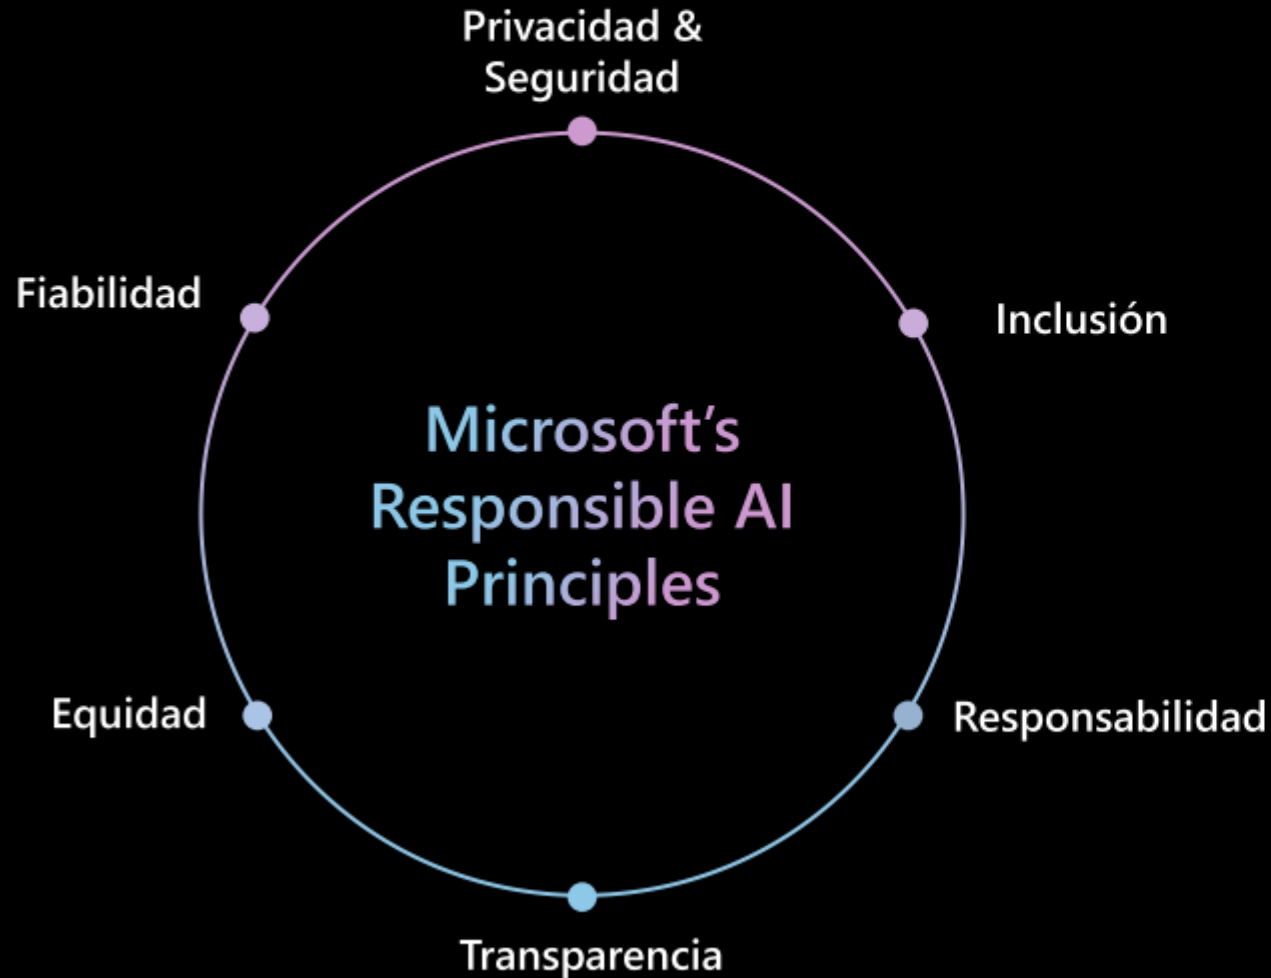 Privacidad &
Seguridad
Fiabilidad
Inclusión
Microsoft’s
Responsible AI
Principles
Equidad
Responsabilidad
Transparencia